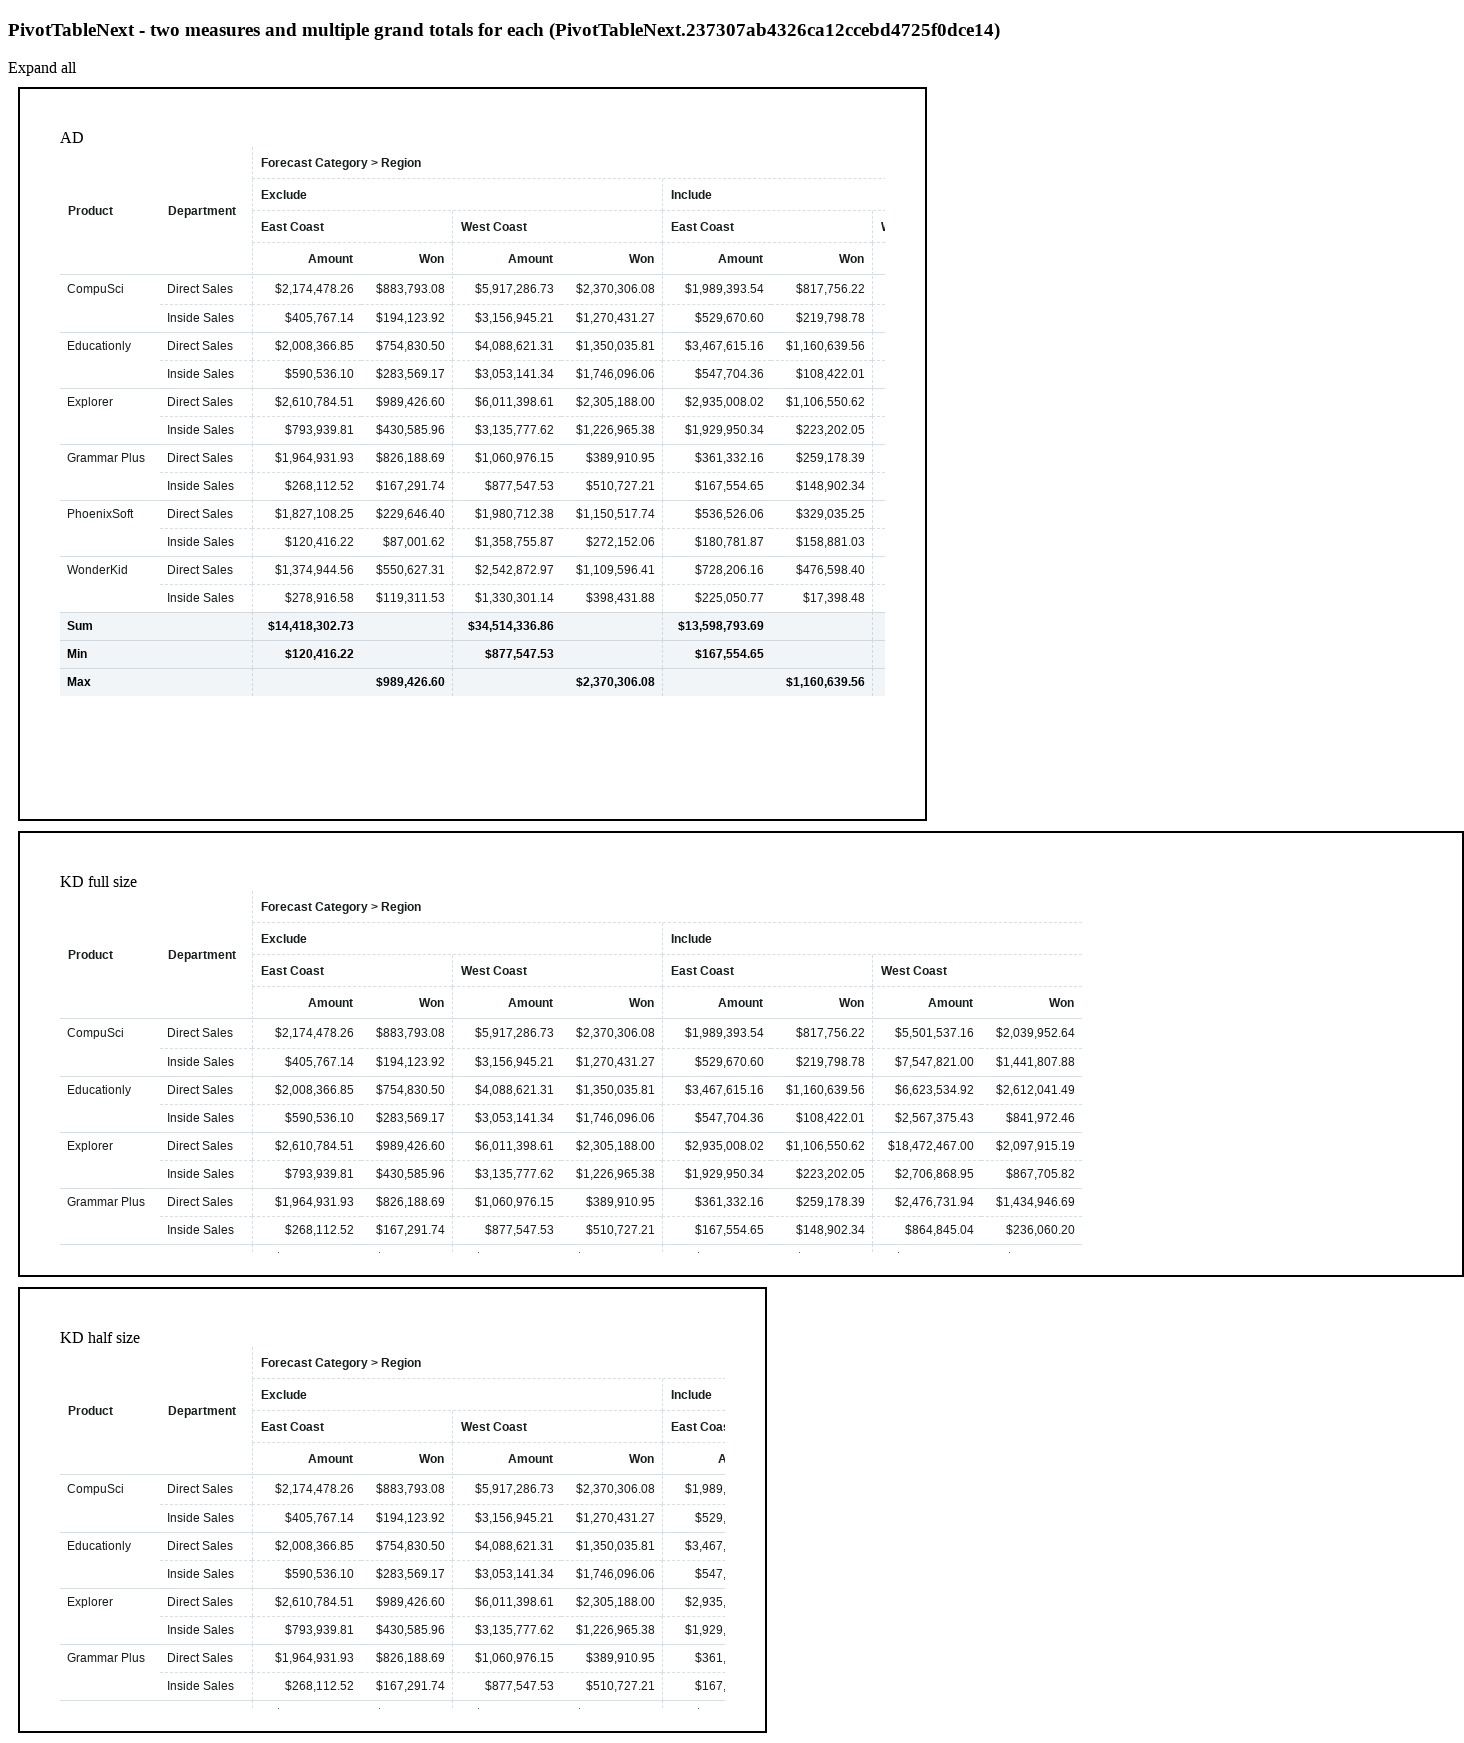 PivotTableNext - two measures and multiple grand totals for each (PivotTableNext.237307ab4326ca12ccebd4725f0dce14)
Expand all
AD
Forecast Category > Region
Exclude Include
Product Department
East Coast West Coast East Coast
Amount Won Amount Won Amount Won
CompuSci Direct Sales $2,174,478.26 $883,793.08 $5,917,286.73 $2,370,306.08 $1,989,393.54 $817,756.22
Inside Sales $405,767.14 $194,123.92 $3,156,945.21 $1,270,431.27 $529,670.60 $219,798.78
Educationly Direct Sales $2,008,366.85 $754,830.50 $4,088,621.31 $1,350,035.81 $3,467,615.16 $1,160,639.56
Inside Sales $590,536.10 $283,569.17 $3,053,141.34 $1,746,096.06 $547,704.36 $108,422.01
Explorer Direct Sales $2,610,784.51 $989,426.60 $6,011,398.61 $2,305,188.00 $2,935,008.02 $1,106,550.62
Inside Sales $793,939.81 $430,585.96 $3,135,777.62 $1,226,965.38 $1,929,950.34 $223,202.05
Grammar Plus Direct Sales $1,964,931.93 $826,188.69 $1,060,976.15 $389,910.95 $361,332.16 $259,178.39
Inside Sales $268,112.52 $167,291.74 $877,547.53 $510,727.21 $167,554.65 $148,902.34
PhoenixSoft Direct Sales $1,827,108.25 $229,646.40 $1,980,712.38 $1,150,517.74 $536,526.06 $329,035.25
Inside Sales $120,416.22 $87,001.62 $1,358,755.87 $272,152.06 $180,781.87 $158,881.03
WonderKid Direct Sales $1,374,944.56 $550,627.31 $2,542,872.97 $1,109,596.41 $728,206.16 $476,598.40
Inside Sales $278,916.58 $119,311.53 $1,330,301.14 $398,431.88 $225,050.77 $17,398.48
Sum $14,418,302.73 $34,514,336.86 $13,598,793.69
Min $120,416.22 $877,547.53 $167,554.65
Max $989,426.60 $2,370,306.08 $1,160,639.56
KD full size
Forecast Category > Region
Exclude Include
Product Department
East Coast West Coast East Coast West Coast
Amount Won Amount Won Amount Won Amount Won
CompuSci Direct Sales $2,174,478.26 $883,793.08 $5,917,286.73 $2,370,306.08 $1,989,393.54 $817,756.22 $5,501,537.16 $2,039,952.64
Inside Sales $405,767.14 $194,123.92 $3,156,945.21 $1,270,431.27 $529,670.60 $219,798.78 $7,547,821.00 $1,441,807.88
Educationly Direct Sales $2,008,366.85 $754,830.50 $4,088,621.31 $1,350,035.81 $3,467,615.16 $1,160,639.56 $6,623,534.92 $2,612,041.49
Inside Sales $590,536.10 $283,569.17 $3,053,141.34 $1,746,096.06 $547,704.36 $108,422.01 $2,567,375.43 $841,972.46
Explorer Direct Sales $2,610,784.51 $989,426.60 $6,011,398.61 $2,305,188.00 $2,935,008.02 $1,106,550.62 $18,472,467.00 $2,097,915.19
Inside Sales $793,939.81 $430,585.96 $3,135,777.62 $1,226,965.38 $1,929,950.34 $223,202.05 $2,706,868.95 $867,705.82
Grammar Plus Direct Sales $1,964,931.93 $826,188.69 $1,060,976.15 $389,910.95 $361,332.16 $259,178.39 $2,476,731.94 $1,434,946.69
Inside Sales $268,112.52 $167,291.74 $877,547.53 $510,727.21 $167,554.65 $148,902.34 $864,845.04 $236,060.20
KD half size
Forecast Category > Region
Exclude Include
Product Department
East Coast West Coast East Coas
Amount Won Amount Won A
CompuSci Direct Sales $2,174,478.26 $883,793.08 $5,917,286.73 $2,370,306.08 $1,989,
Inside Sales $405,767.14 $194,123.92 $3,156,945.21 $1,270,431.27 $529,
Educationly Direct Sales $2,008,366.85 $754,830.50 $4,088,621.31 $1,350,035.81 $3,467,
Inside Sales $590,536.10 $283,569.17 $3,053,141.34 $1,746,096.06 $547,
Explorer Direct Sales $2,610,784.51 $989,426.60 $6,011,398.61 $2,305,188.00 $2,935,
Inside Sales $793,939.81 $430,585.96 $3,135,777.62 $1,226,965.38 $1,929,
Grammar Plus Direct Sales $1,964,931.93 $826,188.69 $1,060,976.15 $389,910.95 $361,
Inside Sales $268,112.52 $167,291.74 $877,547.53 $510,727.21 $167,